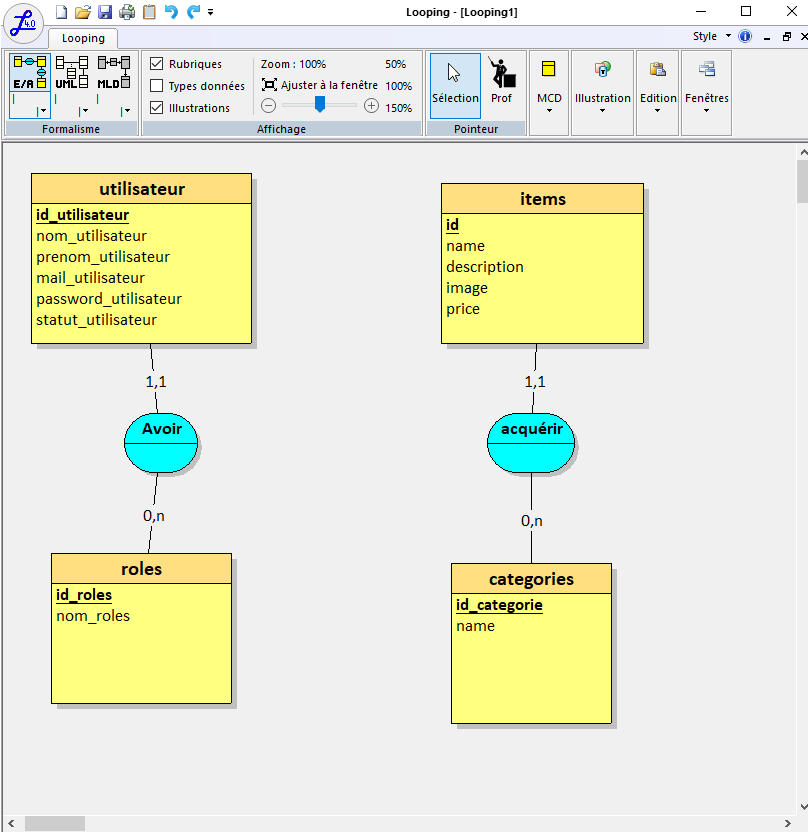 Looping - [Looping1]
4.0
Looping
Style
Rubriques
Types données
Illustrations
Zoom : 100%
50%
Ajuster à la fenêtre
100%
150%
E/A
UML
MLD
Sélection
Prof
MCD
Illustration
Edition
Fenêtres
Formalisme
Affichage
Pointeur
utilisateur
id_utilisateur
nom_utilisateur
prenom_utilisateur
mail_utilisateur
password_utilisateur
statut_utilisateur
1,1
Avoir
0,n
roles
id_roles
nom_roles
items
id
name
description
image
price
1,1
acquérir
0,n
categories
id_categorie
name